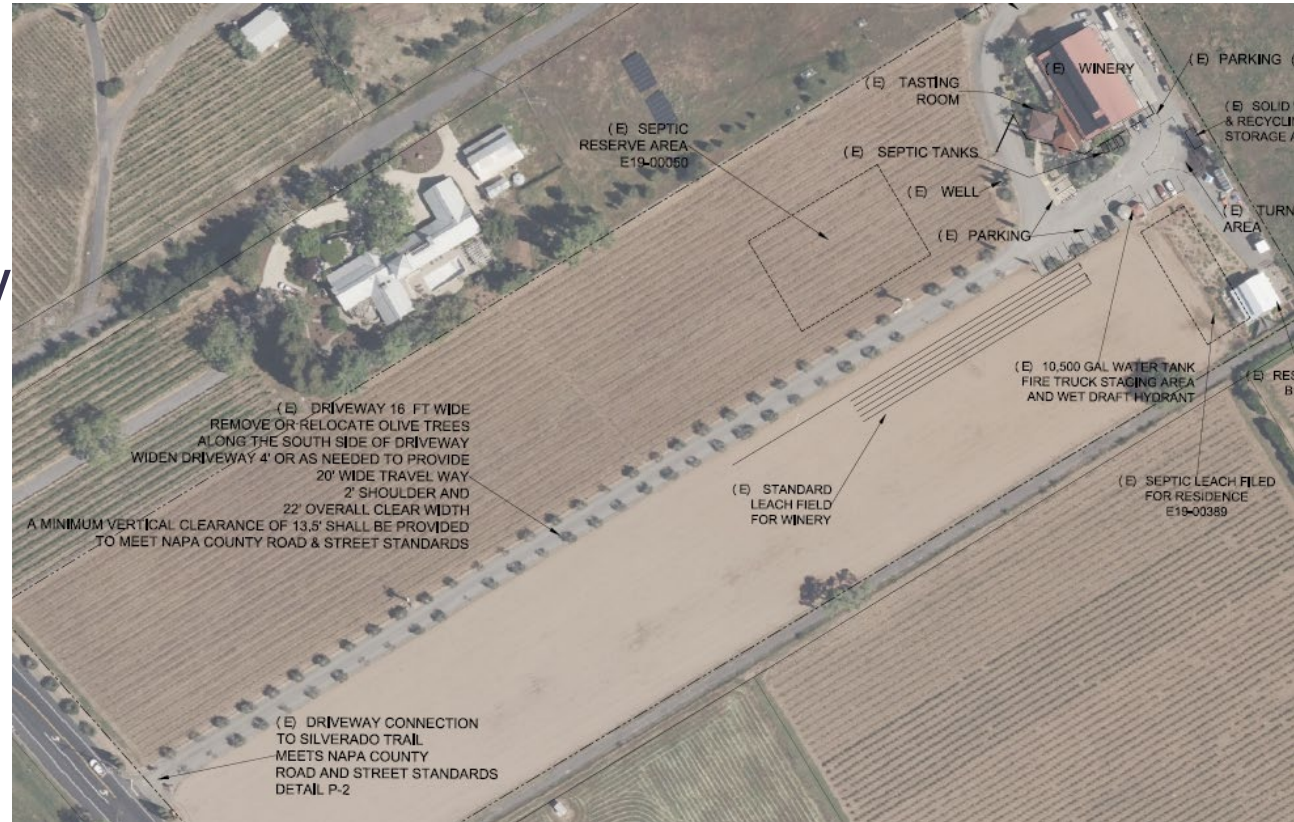 (E) WINERY
(E) PARKING (
(E) TASTING
ROOM
(E) SOLID
& RECYCLIN
STORAGE A
(E) SEPTIC
RESERVE AREA
E19-00050
(E) SEPTIC TANKS
(E) WELL
(E) PARKING
(E) TURN
AREA
(E) 10,500 GAL WATER TANK
FIRE TRUCK STAGING AREA
AND WET DRAFT HYDRANT
(E) RES
B
(E) DRIVEWAY 16 FT WIDE
REMOVE OR RELOCATE OLIVE TREES
ALONG THE SOUTH SIDE OF DRIVEWAY
WIDEN DRIVEWAY 4' OR AS NEEDED TO PROVIDE
20' WIDE TRAVEL WAY
2' SHOULDER AND
22' OVERALL CLEAR WIDTH
A MINIMUM VERTICAL CLEARANCE OF 13.5' SHALL BE PROVIDED
TO MEET NAPA COUNTY ROAD & STREET STANDARDS
(E) STANDARD
LEACH FIELD
FOR WINERY
(E) SEPTIC LEACH FILED
FOR RESIDENCE
E19-00389
(E) DRIVEWAY CONNECTION
TO SILVERADO TRAIL
MEETS NAPA COUNTY
ROAD AND STREET STANDARDS
DETAIL P-2